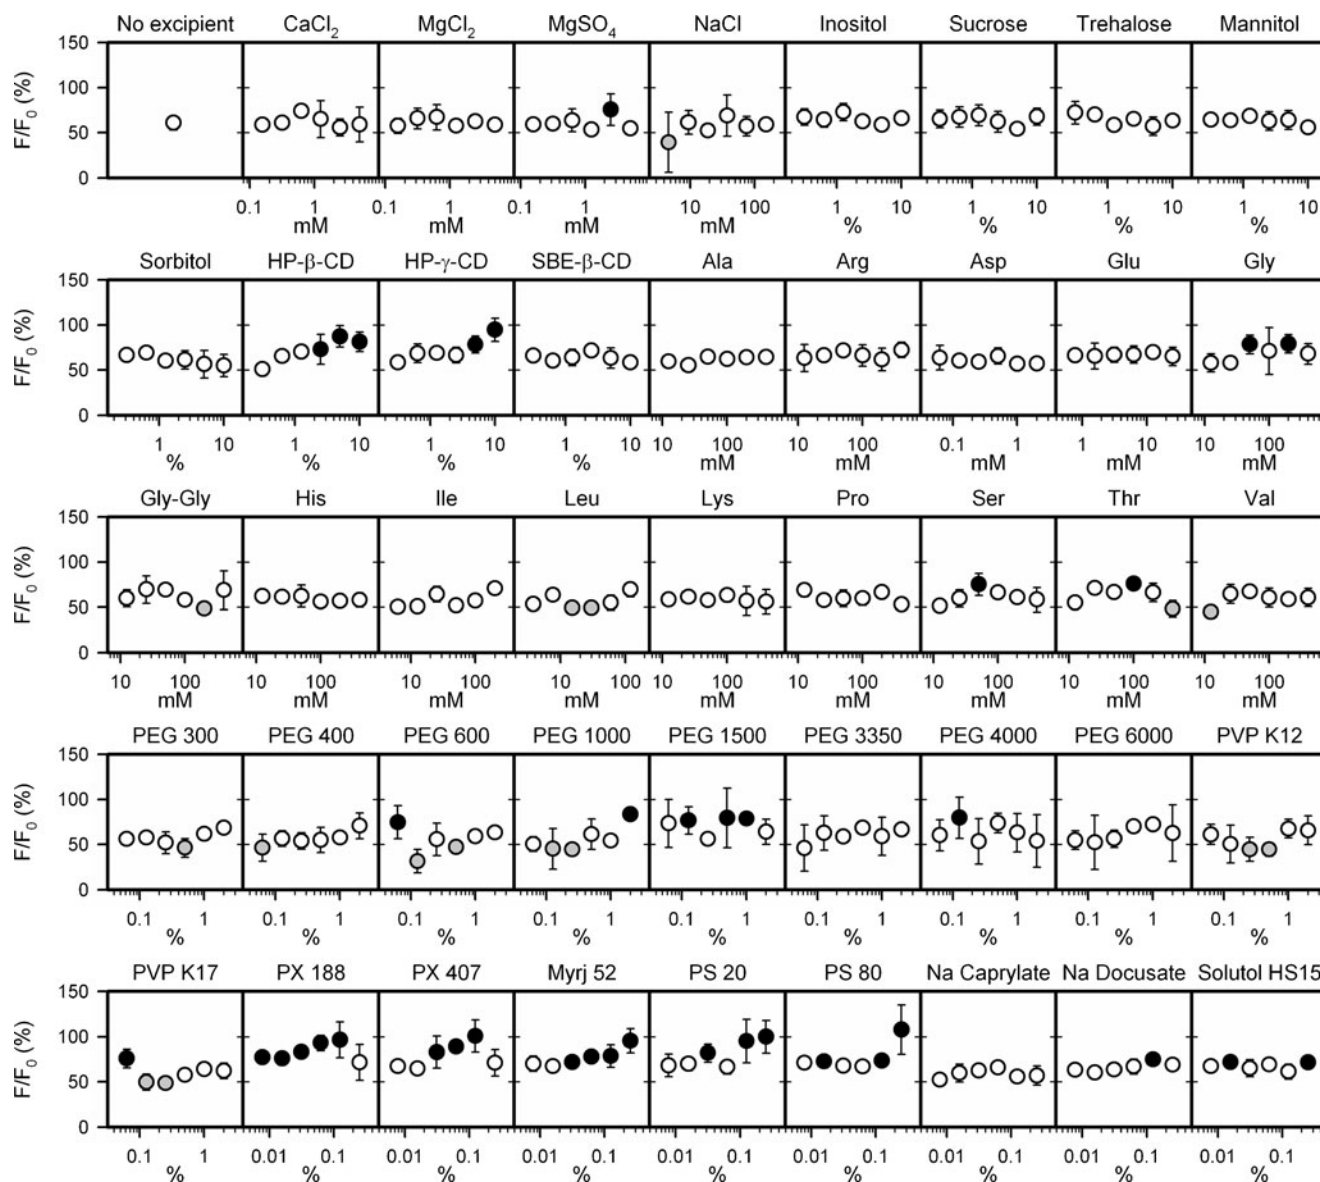 No excipient CaCl₂ MgCl₂ MgSO₄ NaCl Inositol Sucrose Trehalose Mannitol
150
100
50
0
F/F₀ (%)
0.1 1 0.1 1 0.1 1 10 100 1 10 1 10 1 10 1 10
mM mM mM mM % % % %
Sorbitol HP-β-CD HP-γ-CD SBE-β-CD Ala Arg Asp Glu Gly
150
100
50
0
F/F₀ (%)
1 10 1 10 1 10 1 10 10 100 10 100 0.1 1 10 100 10 100
% % % % mM mM mM mM mM
Gly-Gly His Ile Leu Lys Pro Ser Thr Val
150
100
50
0
F/F₀ (%)
10 100 10 100 10 100 10 100 10 100 10 100 10 100 10 100 10 100
mM mM mM mM mM mM mM mM mM
PEG 300 PEG 400 PEG 600 PEG 1000 PEG 1500 PEG 3350 PEG 4000 PEG 6000 PVP K12
150
100
50
0
F/F₀ (%)
0.1 1 0.1 1 0.1 1 0.1 1 0.1 1 0.1 1 0.1 1 0.1 1 0.1 1
% % % % % % % % %
PVP K17 PX 188 PX 407 Myrj 52 PS 20 PS 80 Na Caprylate Na Docusate Solutol HS15
150
100
50
0
F/F₀ (%)
0.1 1 0.01 0.1 0.01 0.1 0.01 0.1 0.01 0.1 0.01 0.1 0.01 0.1 0.01 0.1 0.01 0.1
% % % % % % % % %